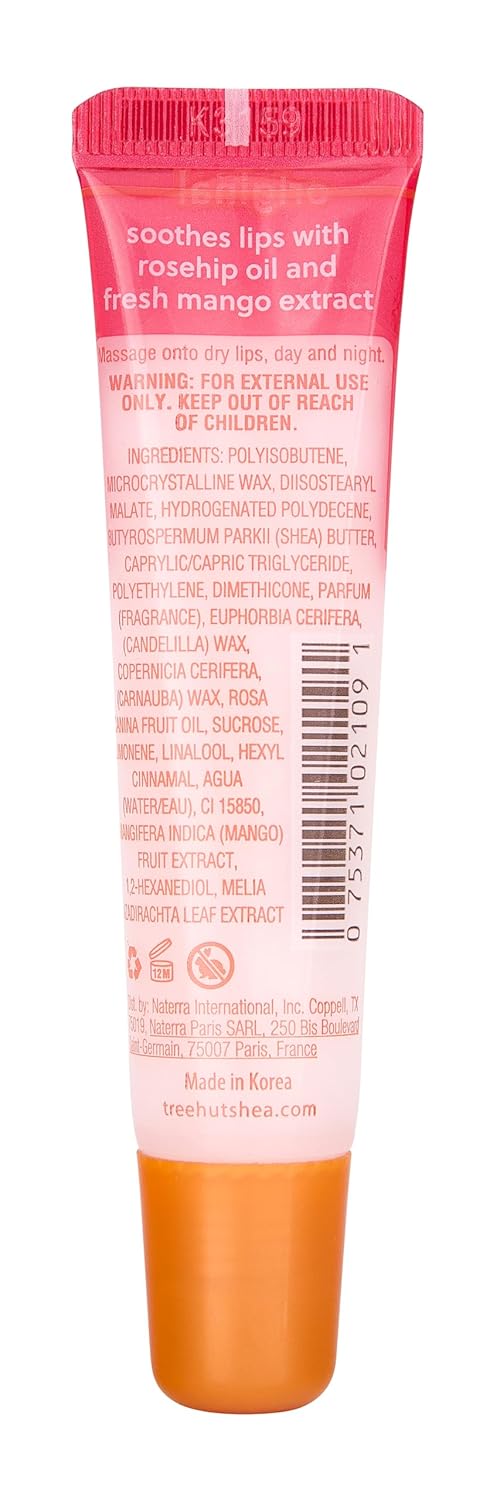 K3159
original
soothes lips with
rosehip oil and
fresh mango extract
Massage onto dry lips, day and night.
WARNING: FOR EXTERNAL USE
ONLY. KEEP OUT OF REACH
OF CHILDREN.
INGREDIENTS: POLYISOBUTENE,
MICROCRYSTALLINE WAX, DIISOSTEARYL
MALATE, HYDROGENATED POLYDECENE,
BUTYROSPERMUM PARKII (SHEA) BUTTER,
CAPRYLIC/CAPRIC TRIGLYCERIDE,
POLYETHYLENE, DIMETHICONE, PARFUM
(FRAGRANCE), EUPHORBIA CERIFERA,
(CANDELILLA) WAX,
COPERNICIA CERIFERA,
(CARNAUBA) WAX, ROSA
CANINA FRUIT OIL, SUCROSE,
LIMONENE, LINALOOL, HEXYL
CINNAMAL, AGUA
(WATER/EAU), CI 15850,
MANGIFERA INDICA (MANGO)
FRUIT EXTRACT,
1,2-HEXANEDIOL, MELIA
AZADIRACHTA LEAF EXTRACT
0 75371 02109 1
12M
Dist. by: Naterra International, Inc. Coppell, TX
75019. Naterra Paris SARL, 250 Bis Boulevard
Saint-Germain, 75007 Paris, France
Made in Korea
treehutshea.com